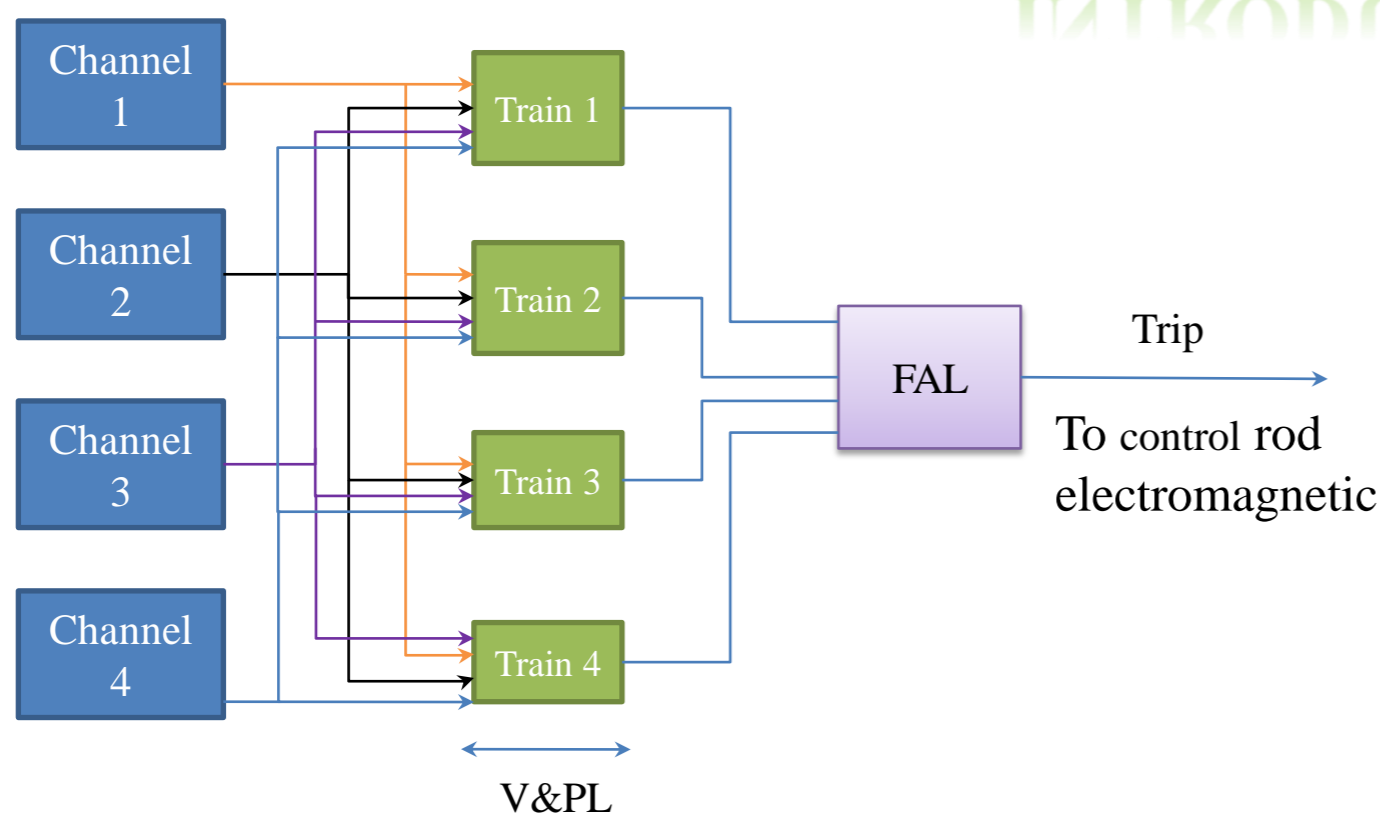 Channel
1
Train 1
Channel
2
Train 2
Trip
FAL
Channel
3
To control rod
electromagnetic
Train 3
Channel
4
Train 4
V&PL